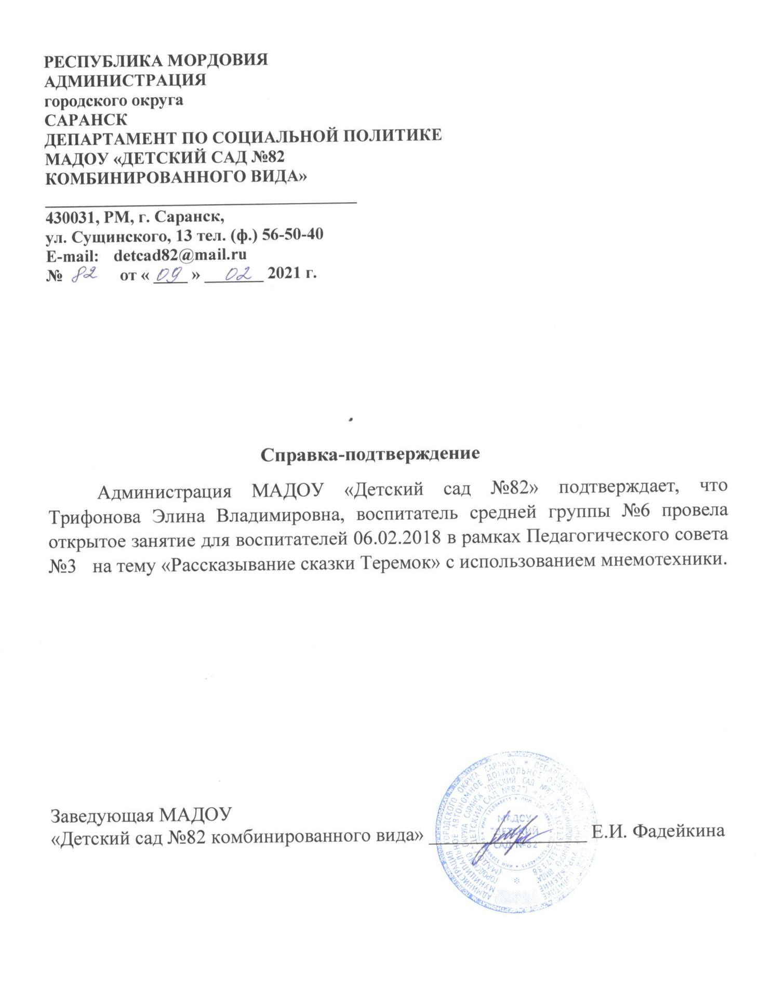 РЕСПУБЛИКА МОРДОВИЯ
АДМИНИСТРАЦИЯ
городского округа
САРАНСК
ДЕПАРТАМЕНТ ПО СОЦИАЛЬНОЙ ПОЛИТИКЕ
МАДОУ «ДЕТСКИЙ САД №82
КОМБИНИРОВАННОГО ВИДА»
430031, РМ, г. Саранск,
ул. Сущинского, 13 тел. (ф.) 56-50-40
E-mail: detcad82@mail.ru
№ 82 от « 09 » 02 2021 г.
Справка-подтверждение
Администрация МАДОУ «Детский сад №82» подтверждает, что
Трифонова Элина Владимировна, воспитатель средней группы №6 провела
открытое занятие для воспитателей 06.02.2018 в рамках Педагогического совета
№3 на тему «Рассказывание сказки Теремок» с использованием мнемотехники.
Заведующая МАДОУ
«Детский сад №82 комбинированного вида» Е.И. Фадейкина
МАДОУ
ДЕТСКИЙ
САД №82